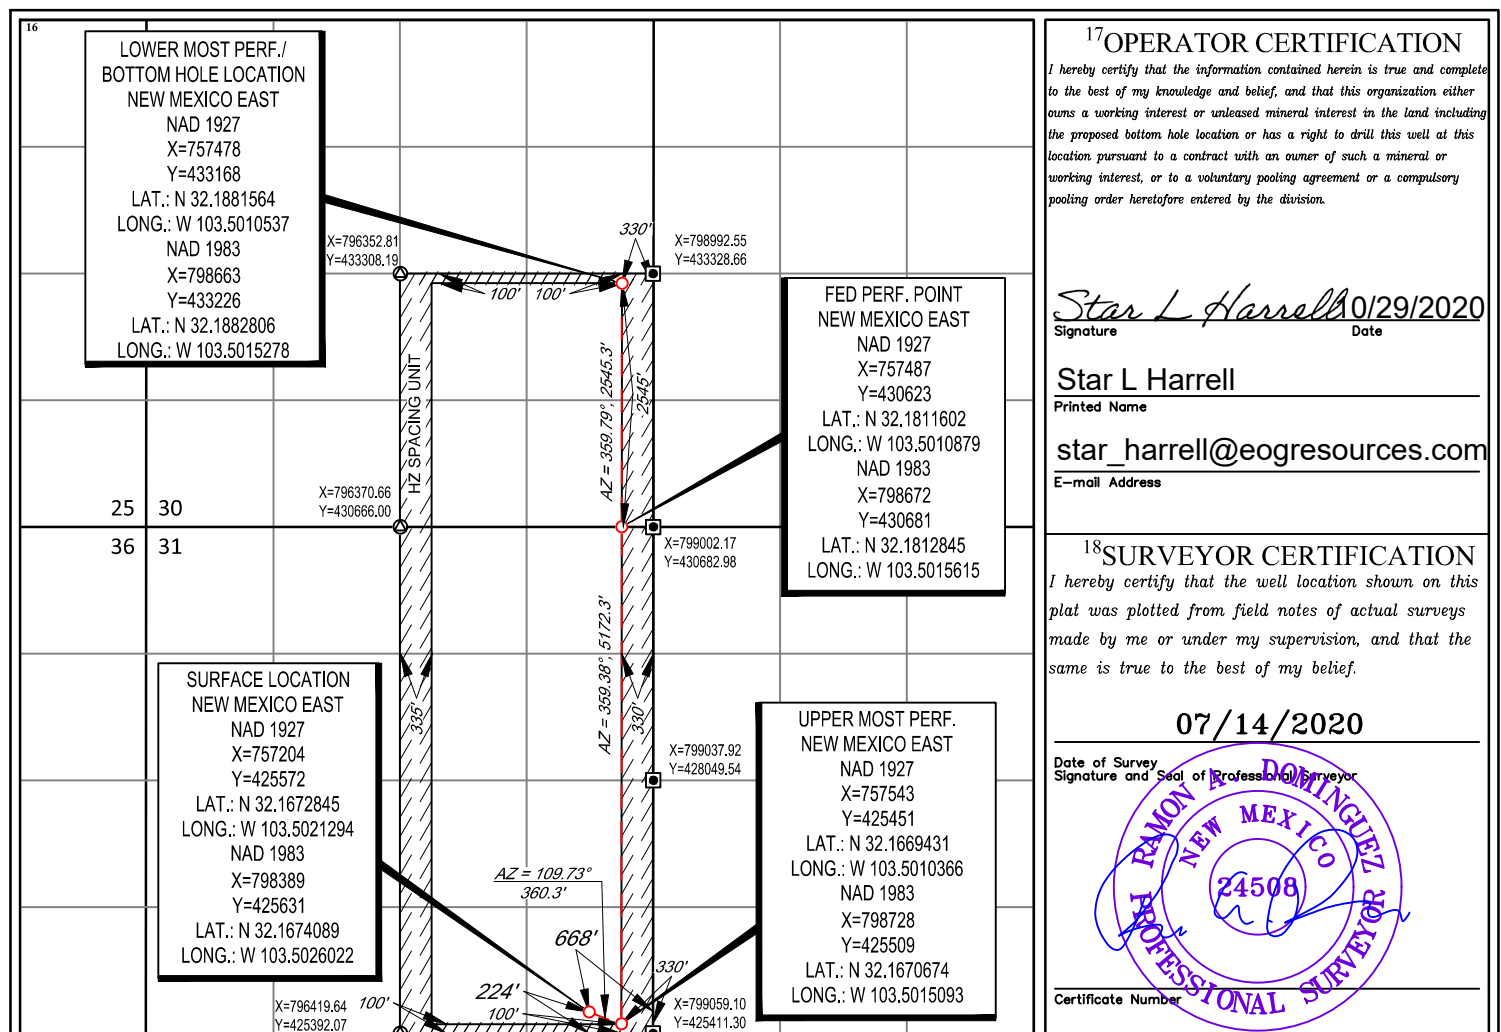 16
LOWER MOST PERF./
BOTTOM HOLE LOCATION
NEW MEXICO EAST
NAD 1927
X=757478
Y=433168
LAT.: N 32.1881564
LONG.: W 103.5010537
NAD 1983
X=798663
Y=433226
LAT.: N 32.1882806
LONG.: W 103.5015278
X=796352.81
Y=433308.19
330'
X=798992.55
Y=433328.66
100' 100'
HZ SPACING UNIT
AZ = 359.79°, 2545.3'
2545'
FED PERF. POINT
NEW MEXICO EAST
NAD 1927
X=757487
Y=430623
LAT.: N 32.1811602
LONG.: W 103.5010879
NAD 1983
X=798672
Y=430681
LAT.: N 32.1812845
LONG.: W 103.5015615
25 30
36 31
X=796370.66
Y=430666.00
X=799002.17
Y=430682.98
SURFACE LOCATION
NEW MEXICO EAST
NAD 1927
X=757204
Y=425572
LAT.: N 32.1672845
LONG.: W 103.5021294
NAD 1983
X=798389
Y=425631
LAT.: N 32.1674089
LONG.: W 103.5026022
335'
AZ = 359.38°, 5172.3'
330'
X=799037.92
Y=428049.54
UPPER MOST PERF.
NEW MEXICO EAST
NAD 1927
X=757543
Y=425451
LAT.: N 32.1669431
LONG.: W 103.5010366
NAD 1983
X=798728
Y=425509
LAT.: N 32.1670674
LONG.: W 103.5015093
AZ = 109.73°
360.3'
668'
330'
224'
100'
X=796419.64
Y=425392.07
100'
X=799059.10
Y=425411.30
17OPERATOR CERTIFICATION
I hereby certify that the information contained herein is true and complete
to the best of my knowledge and belief, and that this organization either
owns a working interest or unleased mineral interest in the land including
the proposed bottom hole location or has a right to drill this well at this
location pursuant to a contract with an owner of such a mineral or
working interest, or to a voluntary pooling agreement or a compulsory
pooling order heretofore entered by the division.
Star L Harrell 10/29/2020
Signature Date
Star L Harrell
Printed Name
star_harrell@eogresources.com
E-mail Address
18SURVEYOR CERTIFICATION
I hereby certify that the well location shown on this
plat was plotted from field notes of actual surveys
made by me or under my supervision, and that the
same is true to the best of my belief.
07/14/2020
Date of Survey
Signature and Seal of Professional Surveyor
RAMON A. DOMINGUEZ
NEW MEXICO
24508
PROFESSIONAL SURVEYOR
Certificate Number